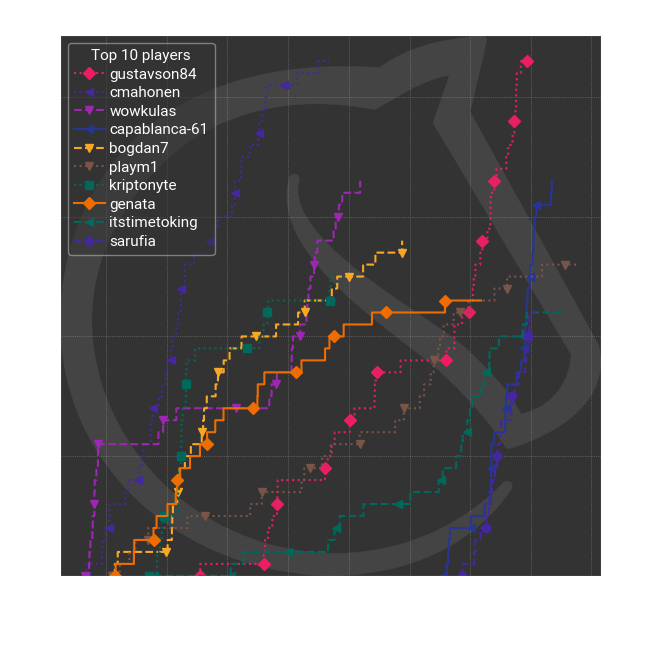 Top 10 players
gustavson84
cmahonen
wowkulas
capablanca-61
bogdan7
playm1
kriptonyte
genata
itstimetoking
sarufia